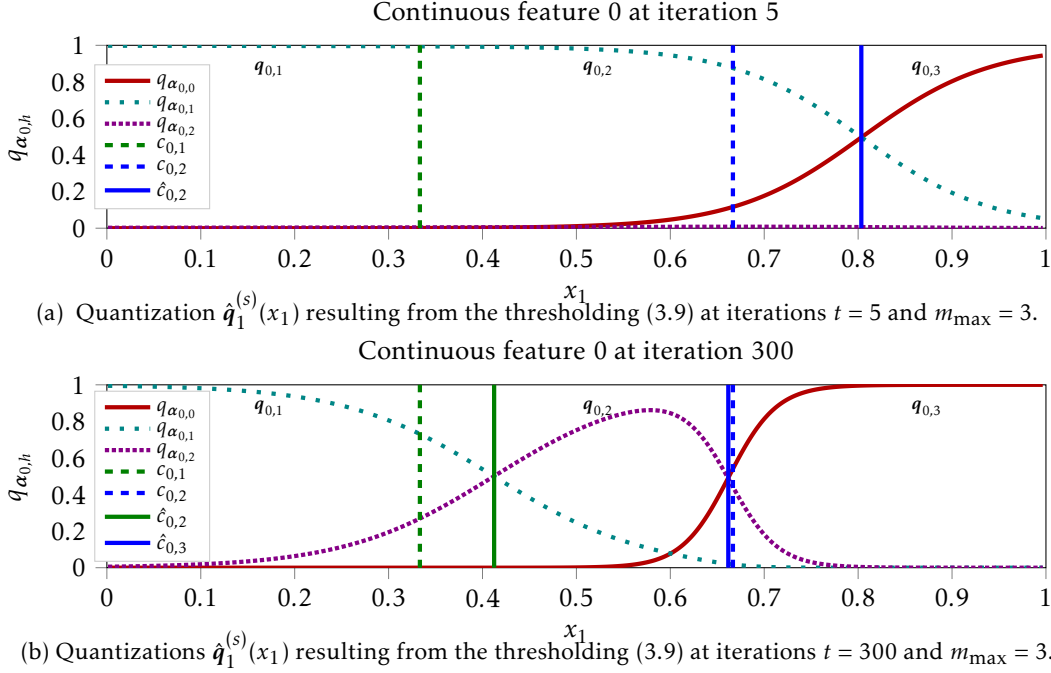 Continuous feature 0 at iteration 5
1
0.8
0.6
0.4
0.2
0
q_{α_{0,h}}
q_{0,1} q_{0,2} q_{0,3}
q_{α_{0,0}}
q_{α_{0,1}}
q_{α_{0,2}}
c_{0,1}
c_{0,2}
ĉ_{0,2}
0 0.1 0.2 0.3 0.4 0.5 0.6 0.7 0.8 0.9 1
x_1
(a) Quantization q̂_1^{(s)}(x_1) resulting from the thresholding (3.9) at iterations t = 5 and m_{max} = 3.
Continuous feature 0 at iteration 300
1
0.8
0.6
0.4
0.2
0
q_{α_{0,h}}
q_{0,1} q_{0,2} q_{0,3}
q_{α_{0,0}}
q_{α_{0,1}}
q_{α_{0,2}}
c_{0,1}
c_{0,2}
ĉ_{0,2}
ĉ_{0,3}
0 0.1 0.2 0.3 0.4 0.5 0.6 0.7 0.8 0.9 1
x_1
(b) Quantizations q̂_1^{(s)}(x_1) resulting from the thresholding (3.9) at iterations t = 300 and m_{max} = 3.